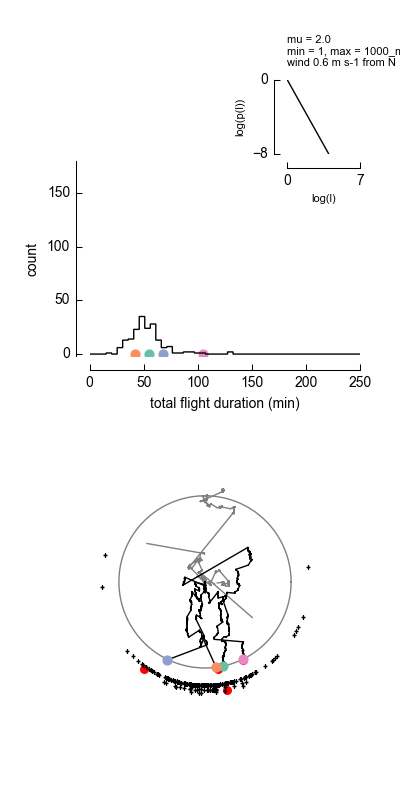 mu = 2.0
min = 1, max = 1000_m
wind 0.6 m s-1 from N
0
log(p(l))
−8
0 7
log(l)
150
100
count
50
0
0 50 100 150 200 250
total flight duration (min)